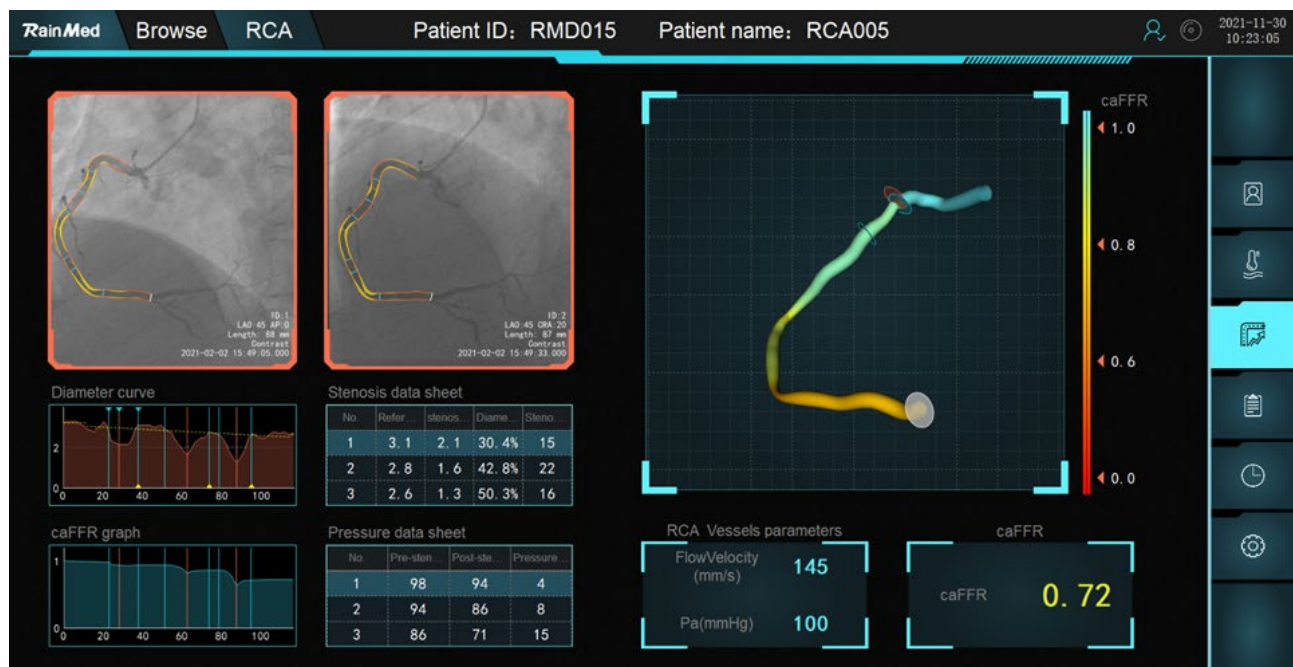 RainMed Browse RCA Patient ID： RMD015 Patient name： RCA005 2021-11-30
10:23:05
ID:1
LAO:45 AP:0
Length: 88 mm
Contrast
2021-02-02 15:49:05.000
ID:2
LAO:45 CRA:20
Length: 87 mm
Contrast
2021-02-02 15:49:33.000
caFFR
1.0
0.8
0.6
0.0
Diameter curve
2
0
0 20 40 60 80 100
Stenosis data sheet
No. Refer... stenos... Diame... Steno...
1 3.1 2.1 30.4% 15
2 2.8 1.6 42.8% 22
3 2.6 1.3 50.3% 16
caFFR graph
1
0
0 20 40 60 80 100
Pressure data sheet
No. Pre-sten... Post-ste... Pressure...
1 98 94 4
2 94 86 8
3 86 71 15
RCA Vessels parameters
FlowVelocity
(mm/s) 145
Pa(mmHg) 100
caFFR
caFFR 0.72